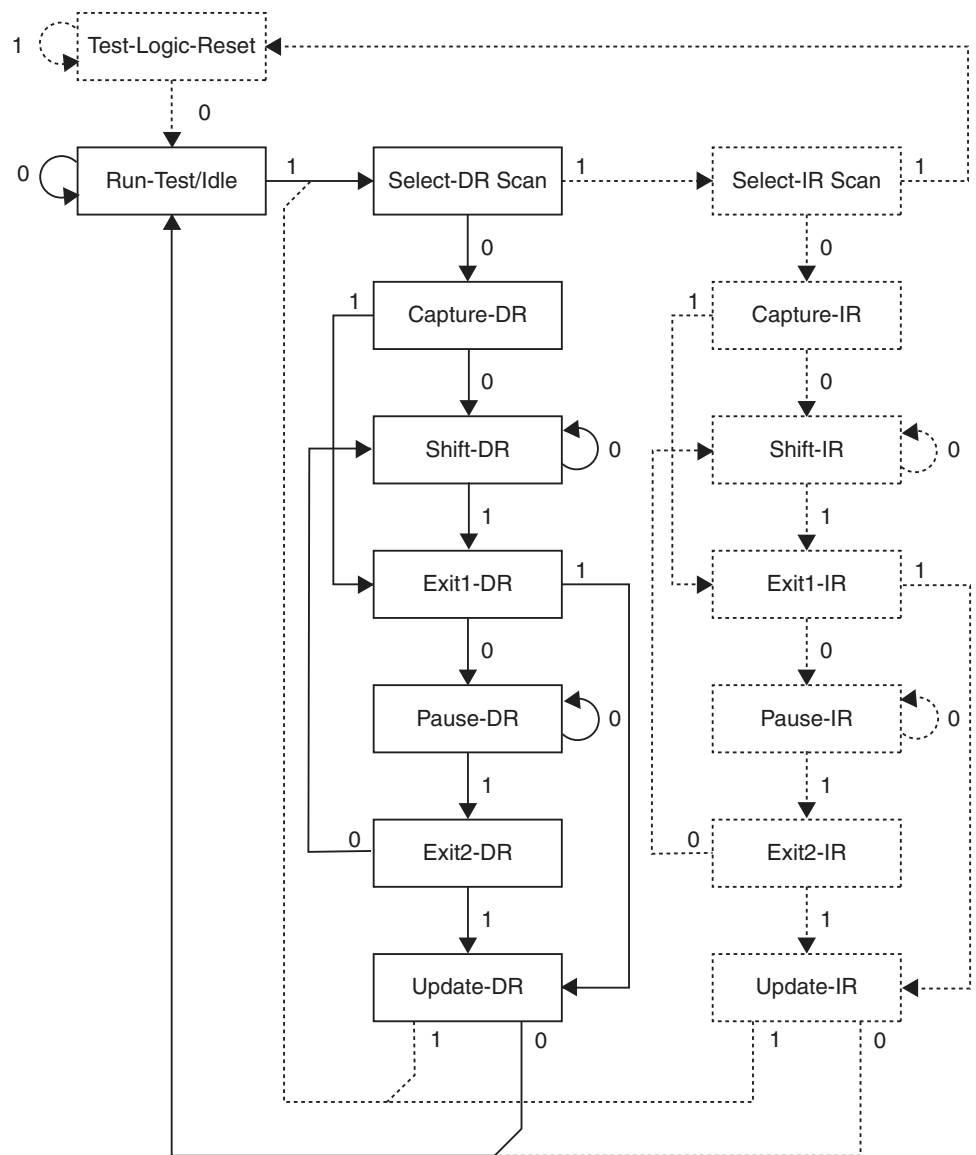 1 Test-Logic-Reset
0
0 Run-Test/Idle 1 Select-DR Scan 1 Select-IR Scan 1
0 0
1 Capture-DR 1 Capture-IR
0 0
Shift-DR 0 Shift-IR 0
1 1
Exit1-DR 1 Exit1-IR 1
0 0
Pause-DR 0 Pause-IR 0
1 1
0 Exit2-DR 0 Exit2-IR
1 1
Update-DR Update-IR
1 0 1 0